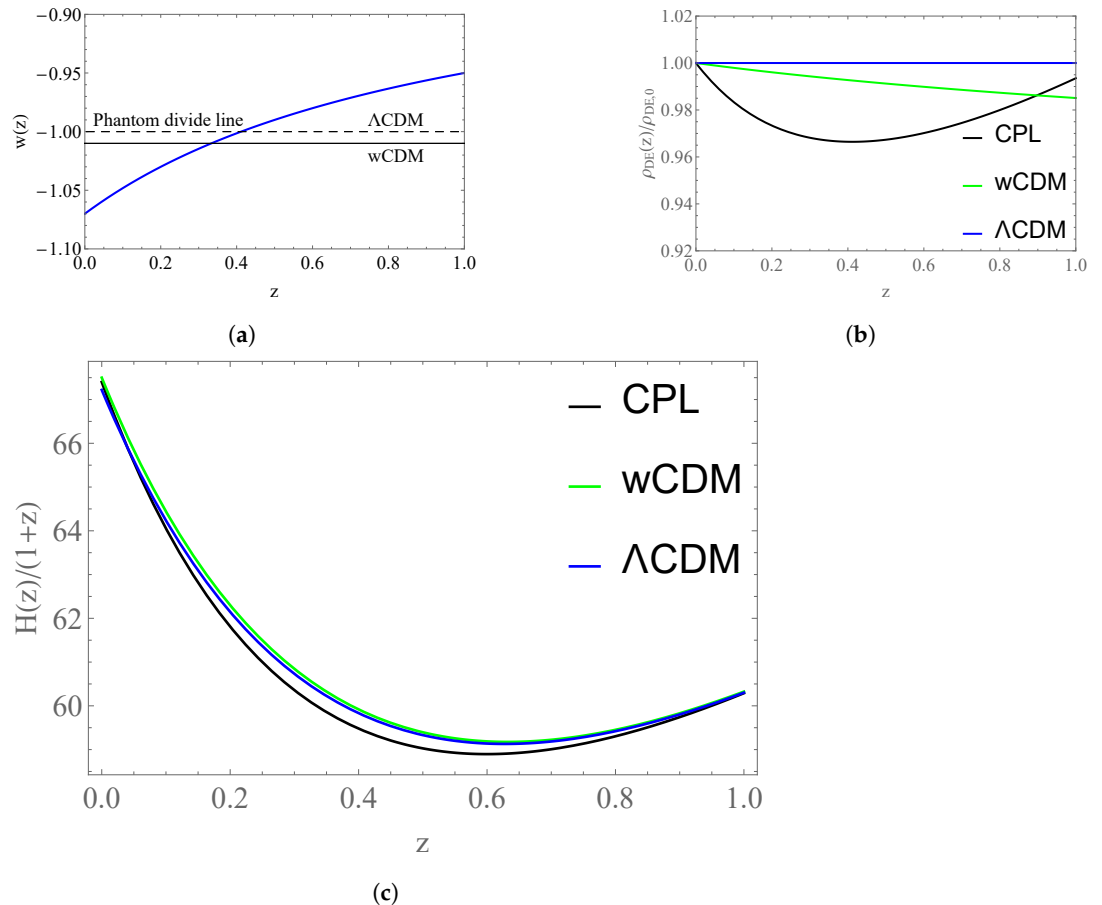 −0.90
−0.95
−1.00
−1.05
−1.10
w(z)
Phantom divide line
ΛCDM
wCDM
0.0 0.2 0.4 0.6 0.8 1.0
z
(a)
1.02
1.00
0.98
0.96
0.94
0.92
ρDE(z)/ρDE,0
CPL
wCDM
ΛCDM
0.0 0.2 0.4 0.6 0.8 1.0
z
(b)
66
64
62
60
H(z)/(1+z)
CPL
wCDM
ΛCDM
0.0 0.2 0.4 0.6 0.8 1.0
z
(c)